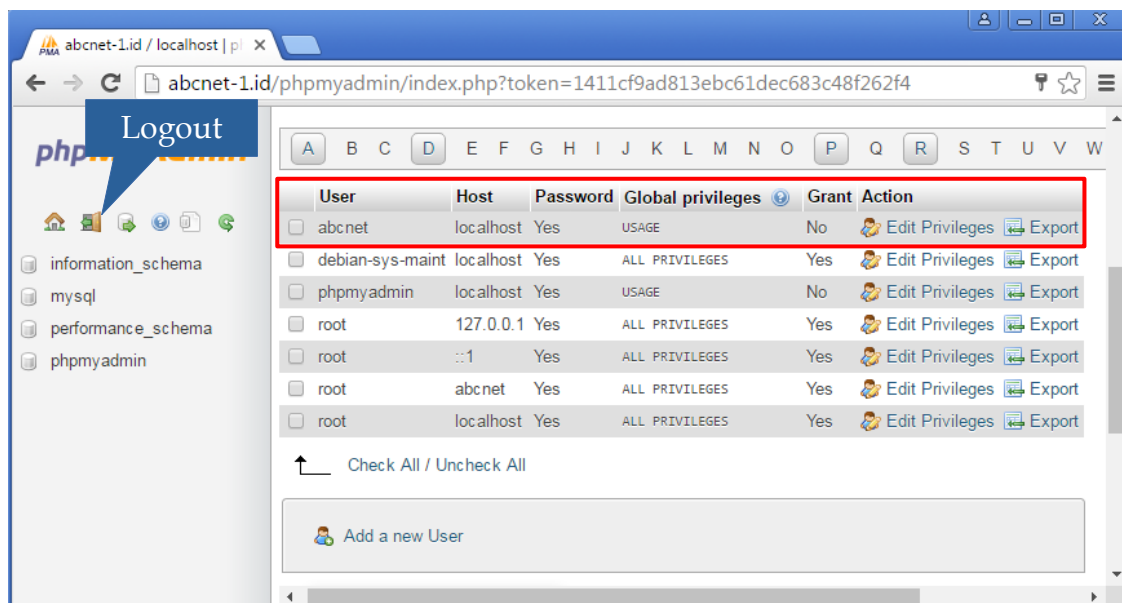 abcnet-1.id / localhost | p
abcnet-1.id/phpmyadmin/index.php?token=1411cf9ad813ebc61dec683c48f262f4
Logout
php
A B C D E F G H I J K L M N O P Q R S T U V W
User Host Password Global privileges Grant Action
abcnet localhost Yes USAGE No Edit Privileges Export
debian-sys-maint localhost Yes ALL PRIVILEGES Yes Edit Privileges Export
phpmyadmin localhost Yes USAGE No Edit Privileges Export
root 127.0.0.1 Yes ALL PRIVILEGES Yes Edit Privileges Export
root ::1 Yes ALL PRIVILEGES Yes Edit Privileges Export
root abcnet Yes ALL PRIVILEGES Yes Edit Privileges Export
root localhost Yes ALL PRIVILEGES Yes Edit Privileges Export
information_schema
mysql
performance_schema
phpmyadmin
Check All / Uncheck All
Add a new User